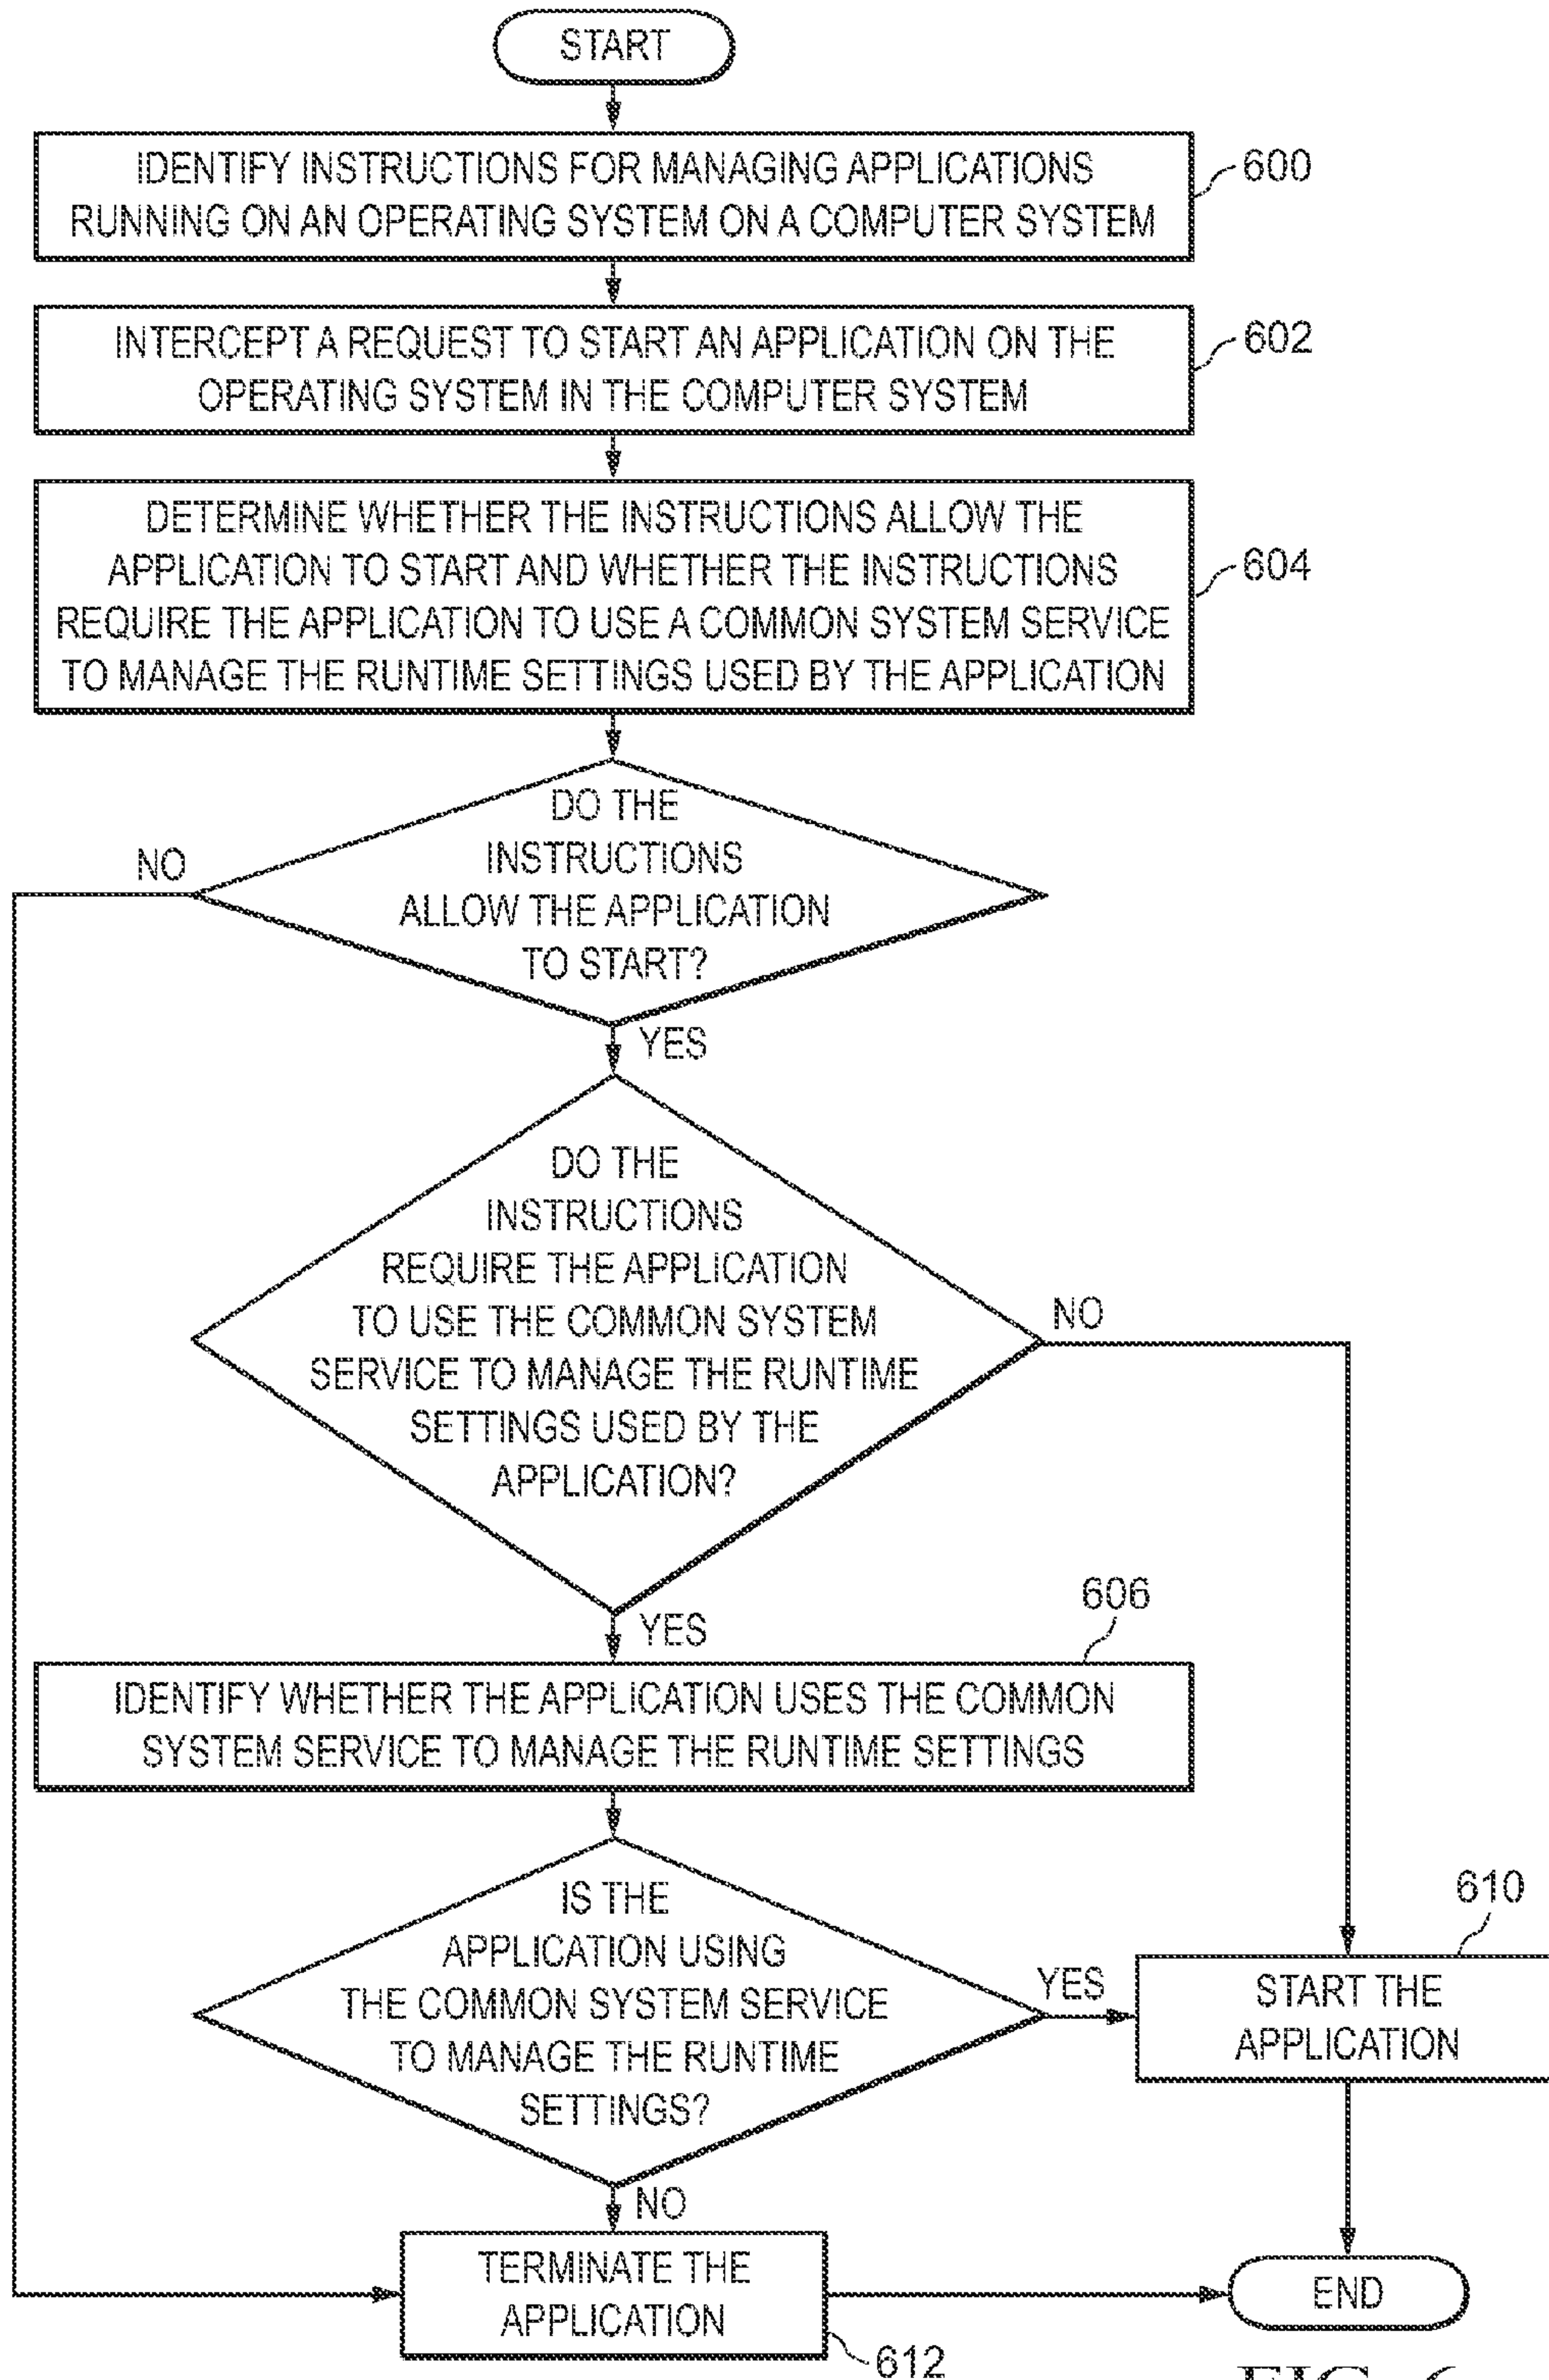 START
IDENTIFY INSTRUCTIONS FOR MANAGING APPLICATIONS
RUNNING ON AN OPERATING SYSTEM ON A COMPUTER SYSTEM
600
INTERCEPT A REQUEST TO START AN APPLICATION ON THE
OPERATING SYSTEM IN THE COMPUTER SYSTEM
602
DETERMINE WHETHER THE INSTRUCTIONS ALLOW THE
APPLICATION TO START AND WHETHER THE INSTRUCTIONS
REQUIRE THE APPLICATION TO USE A COMMON SYSTEM SERVICE
TO MANAGE THE RUNTIME SETTINGS USED BY THE APPLICATION
604
DO THE
INSTRUCTIONS
ALLOW THE APPLICATION
TO START?
NO
YES
DO THE
INSTRUCTIONS
REQUIRE THE APPLICATION
TO USE THE COMMON SYSTEM
SERVICE TO MANAGE THE RUNTIME
SETTINGS USED BY THE
APPLICATION?
NO
YES
606
IDENTIFY WHETHER THE APPLICATION USES THE COMMON
SYSTEM SERVICE TO MANAGE THE RUNTIME SETTINGS
IS THE
APPLICATION USING
THE COMMON SYSTEM SERVICE
TO MANAGE THE RUNTIME
SETTINGS?
YES
610
START THE
APPLICATION
NO
TERMINATE THE
APPLICATION
612
END